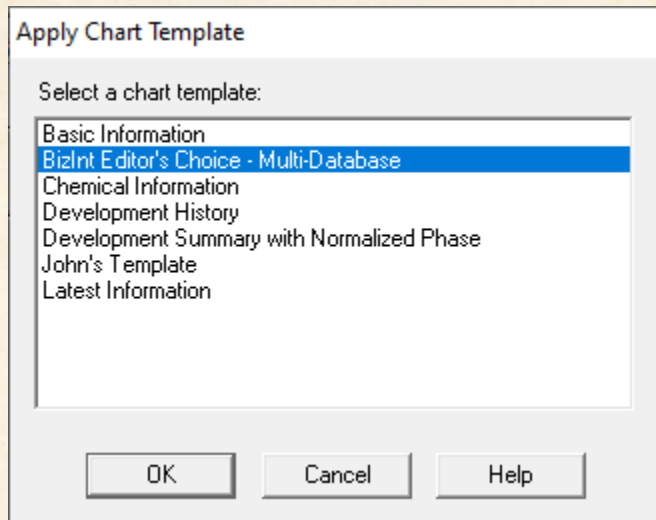 Apply Chart Template
Select a chart template:
Basic Information
BizInt Editor's Choice - Multi-Database
Chemical Information
Development History
Development Summary with Normalized Phase
John's Template
Latest Information
OK Cancel Help